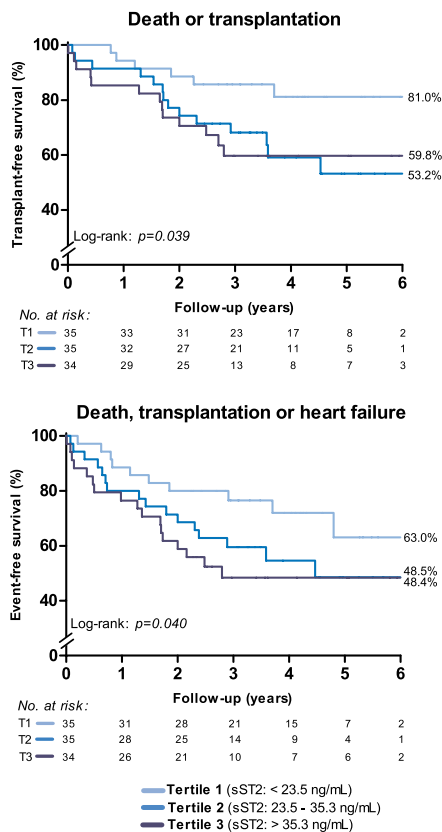 Death or transplantation
Transplant-free survival (%)
100
80
60
40
0
81.0%
59.8%
53.2%
Log-rank: p=0.039
0 1 2 3 4 5 6
Follow-up (years)
No. at risk:
T1 35 33 31 23 17 8 2
T2 35 32 27 21 11 5 1
T3 34 29 25 13 8 7 3
Death, transplantation or heart failure
Event-free survival (%)
100
80
60
40
0
63.0%
48.5%
48.4%
Log-rank: p=0.040
0 1 2 3 4 5 6
Follow-up (years)
No. at risk:
T1 35 31 28 21 15 7 2
T2 35 28 25 14 9 4 1
T3 34 26 21 10 7 6 2
Tertile 1 (sST2: < 23.5 ng/mL)
Tertile 2 (sST2: 23.5 - 35.3 ng/mL)
Tertile 3 (sST2: > 35.3 ng/mL)